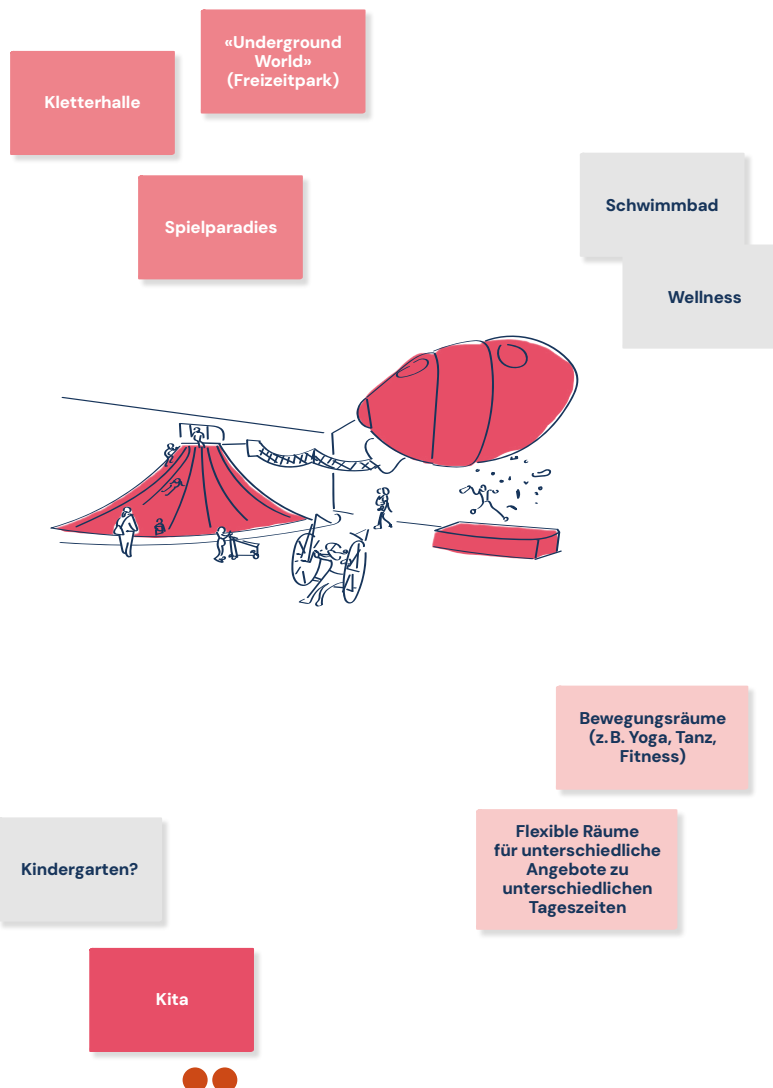 «Underground
World»
(Freizeitpark)
Kletterhalle
Spielparadies
Schwimmbad
Wellness
Bewegungsräume
(z. B. Yoga, Tanz,
Fitness)
Flexible Räume
für unterschiedliche
Angebote zu
unterschiedlichen
Tageszeiten
Kindergarten?
Kita